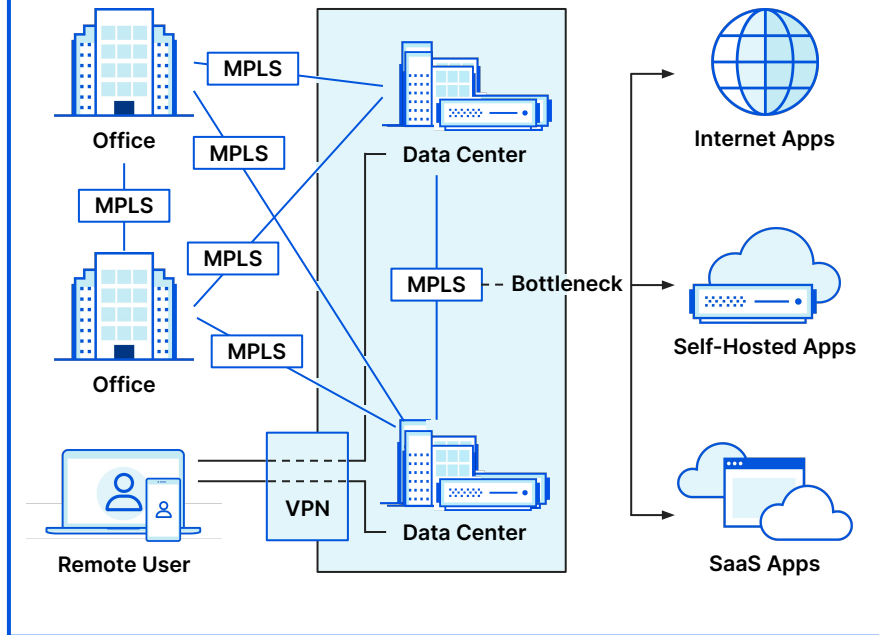 MPLS
Office
MPLS
Data Center
Internet Apps
MPLS
MPLS
MPLS
Bottleneck
Self-Hosted Apps
MPLS
Office
VPN
Data Center
Remote User
SaaS Apps